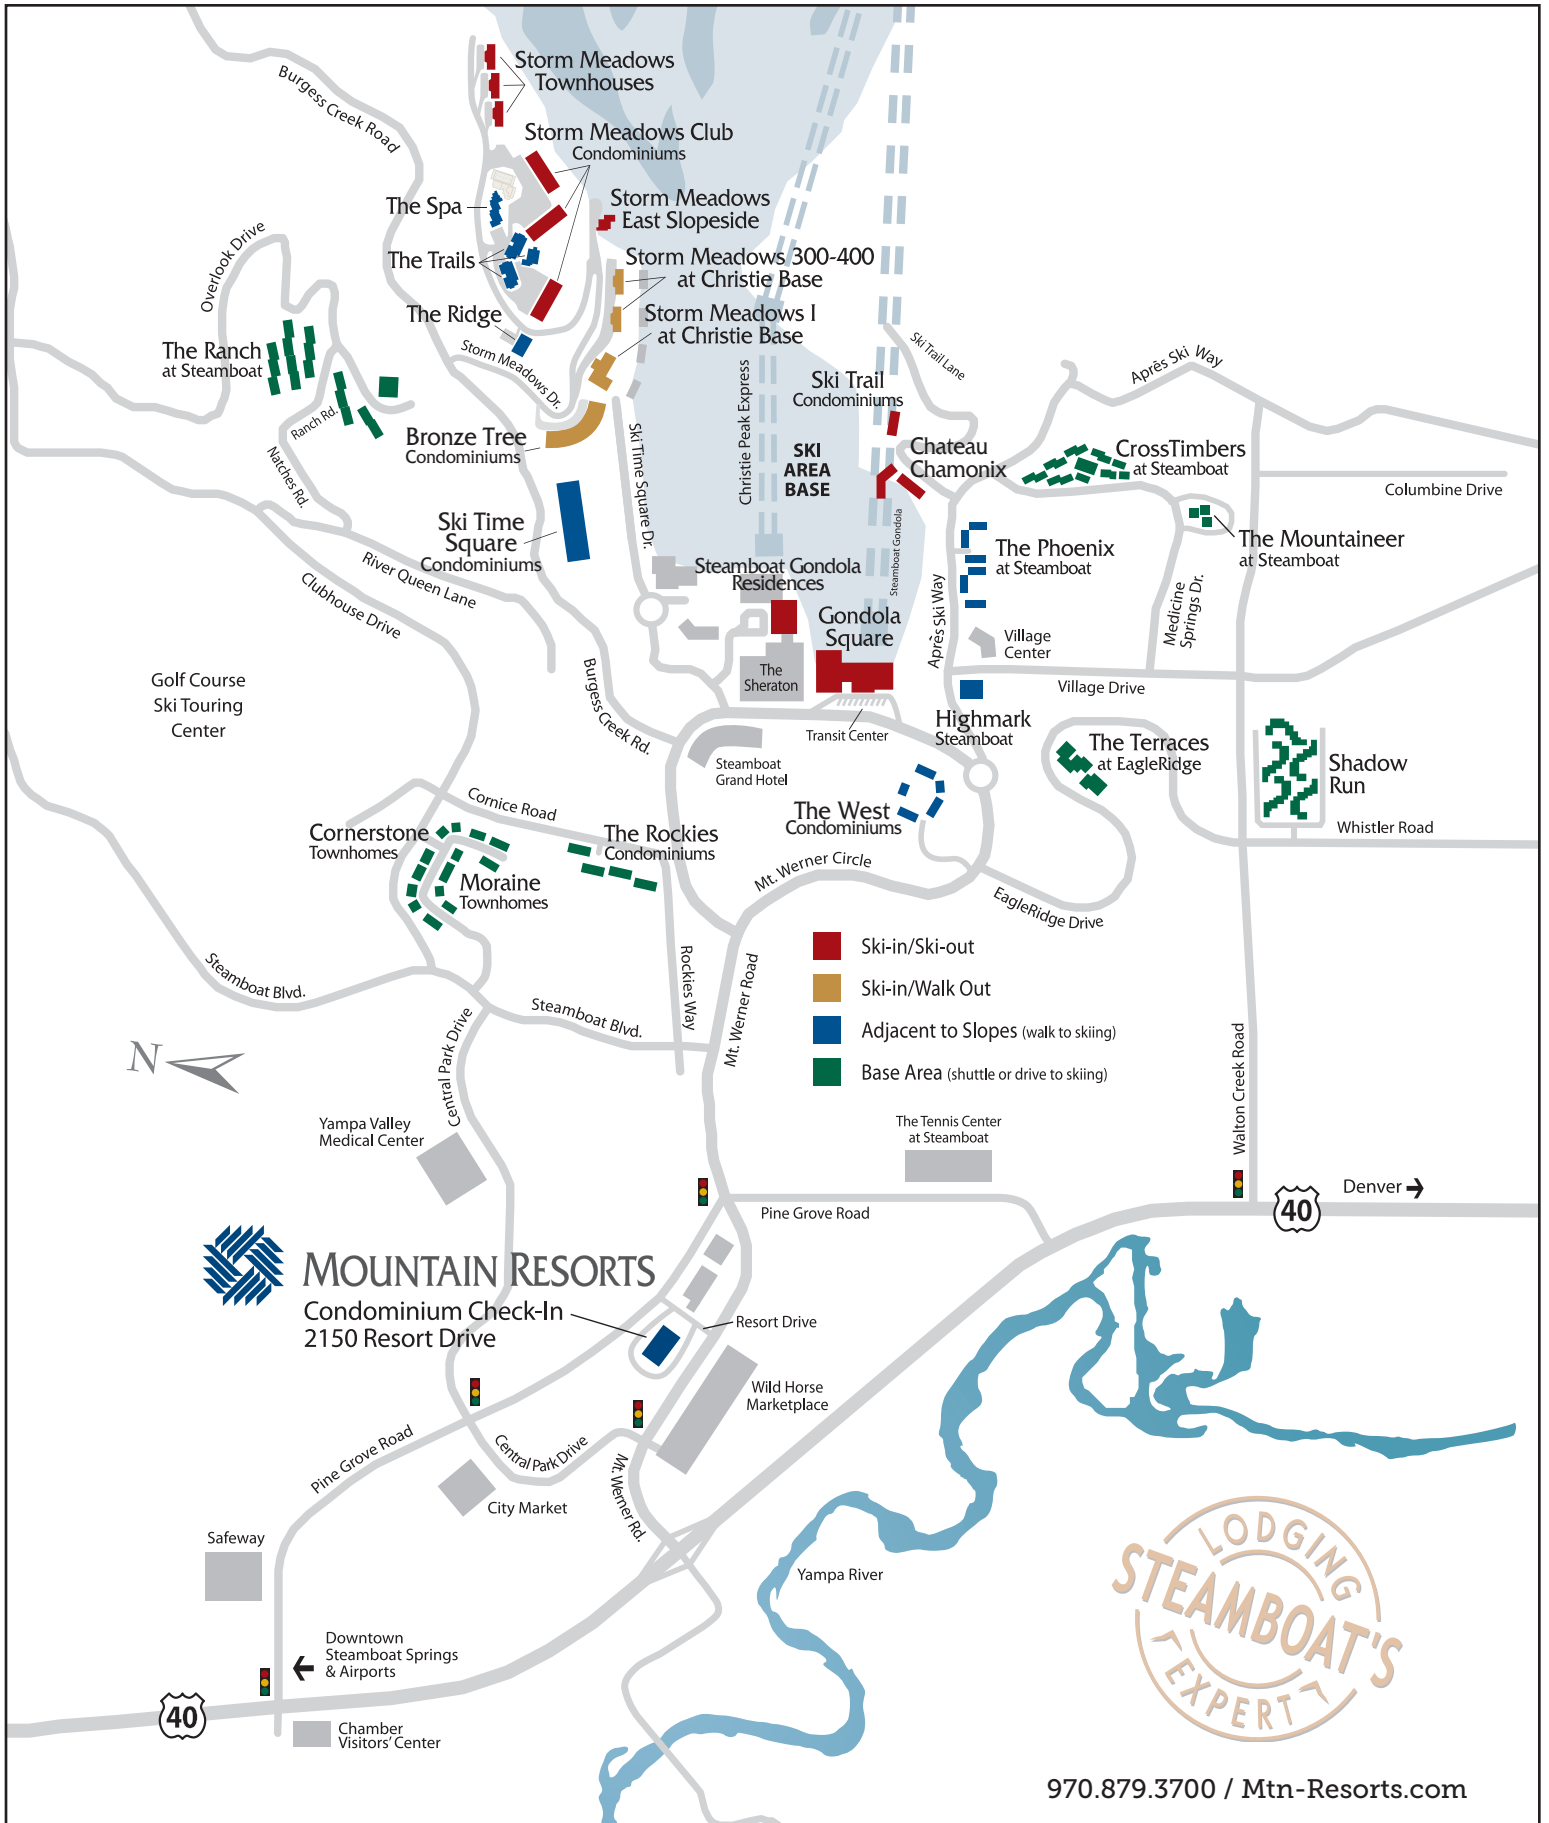 Burgess Creek Road
Storm Meadows
Townhouses
Storm Meadows Club
Condominiums
The Spa
Storm Meadows
East Slopeside
Overlook Drive
The Trails
Storm Meadows 300-400
at Christie Base
The Ridge
Storm Meadows I
at Christie Base
The Ranch
at Steamboat
Storm Meadows Dr.
Ski Trail Lane
Après Ski Way
Christie Peak Express
Ski Trail
Condominiums
Ranch Rd.
Natches Rd.
Bronze Tree
Condominiums
Ski Time Square Dr.
SKI
AREA
BASE
Chateau
Chamonix
CrossTimbers
at Steamboat
Columbine Drive
Ski Time
Square
Condominiums
Steamboat Gondola
The Phoenix
at Steamboat
The Mountaineer
at Steamboat
River Queen Lane
Clubhouse Drive
Steamboat Gondola
Residences
Gondola
Square
Après Ski Way
Medicine
Springs Dr.
Village
Center
Golf Course
Ski Touring
Center
Burgess Creek Rd.
The
Sheraton
Village Drive
Transit Center
Highmark
Steamboat
Steamboat
Grand Hotel
The Terraces
at EagleRidge
Shadow
Run
Cornice Road
The West
Condominiums
Whistler Road
Cornerstone
Townhomes
The Rockies
Condominiums
Mt. Werner Circle
Moraine
Townhomes
EagleRidge Drive
Steamboat Blvd.
Rockies Way
Mt. Werner Road
Ski-in/Ski-out
Ski-in/Walk Out
Adjacent to Slopes (walk to skiing)
Base Area (shuttle or drive to skiing)
Steamboat Blvd.
N
Central Park Drive
Walton Creek Road
Yampa Valley
Medical Center
The Tennis Center
at Steamboat
Denver
40
Pine Grove Road
MOUNTAIN RESORTS
Condominium Check-In
2150 Resort Drive
Resort Drive
Wild Horse
Marketplace
Pine Grove Road
Central Park Drive
Mt. Werner Rd.
City Market
Safeway
Yampa River
LODGING
STEAMBOAT'S
EXPERT
Downtown
Steamboat Springs
& Airports
40
Chamber
Visitors' Center
970.879.3700 / Mtn-Resorts.com